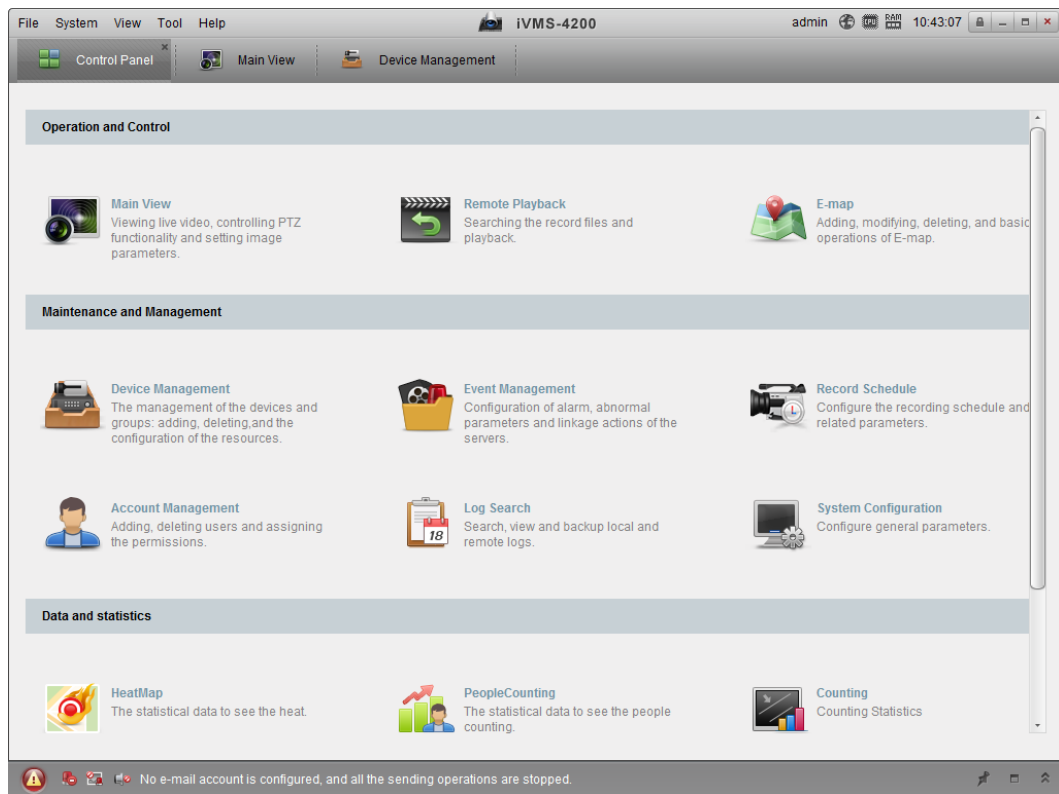 File System View Tool Help iVMS-4200 admin CPU RAM 10:43:07
Control Panel Main View Device Management
Operation and Control
Main View
Viewing live video, controlling PTZ
functionality and setting image
parameters.
Remote Playback
Searching the record files and
playback.
E-map
Adding, modifying, deleting, and basic
operations of E-map.
Maintenance and Management
Device Management
The management of the devices and
groups: adding, deleting,and the
configuration of the resources.
Event Management
Configuration of alarm, abnormal
parameters and linkage actions of the
servers.
Record Schedule
Configure the recording schedule and
related parameters.
Account Management
Adding, deleting users and assigning
the permissions.
Log Search
Search, view and backup local and
remote logs.
18
System Configuration
Configure general parameters.
Data and statistics
HeatMap
The statistical data to see the heat.
PeopleCounting
The statistical data to see the people
counting.
Counting
Counting Statistics
No e-mail account is configured, and all the sending operations are stopped.